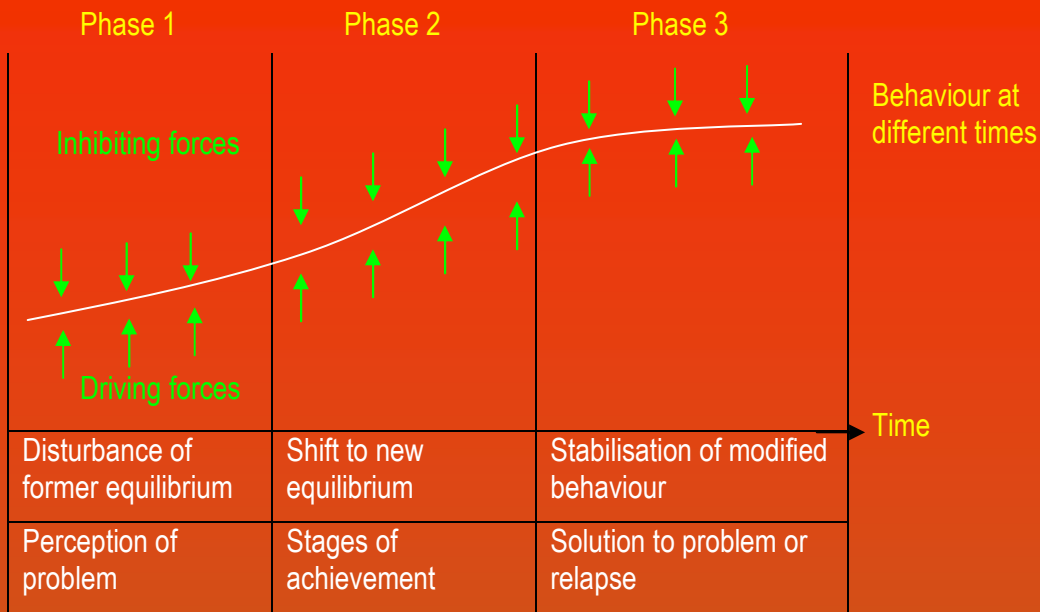 Phase 1
Phase 2
Phase 3
Behaviour at
different times
Inhibiting forces
Driving forces
Time
Disturbance of
former equilibrium
Shift to new
equilibrium
Stabilisation of modified
behaviour
Perception of
problem
Stages of
achievement
Solution to problem or
relapse